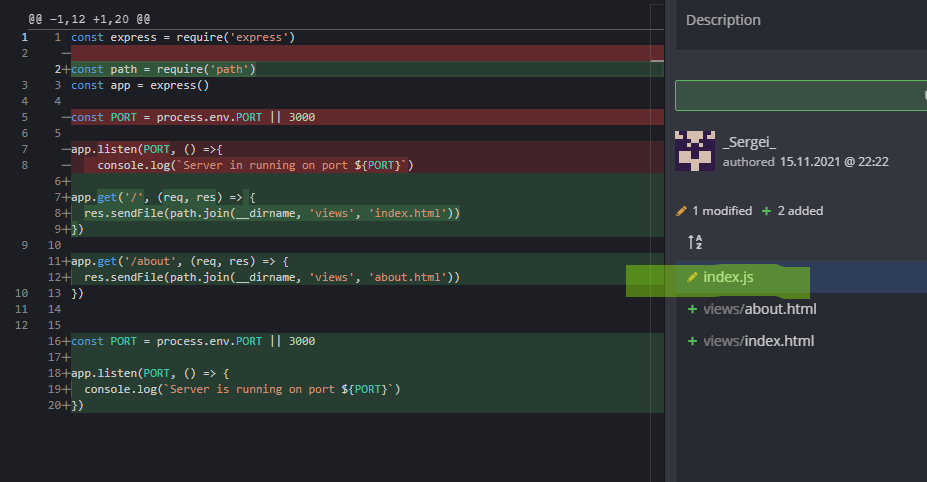 @@ -1,12 +1,20 @@
1 1 const express = require('express')
2 −
2+const path = require('path')
3 3 const app = express()
4 4
5 −const PORT = process.env.PORT || 3000
6 5
7 −app.listen(PORT, () =>{
8 − console.log(`Server in running on port ${PORT}`)
6+
7+app.get('/', (req, res) => {
8+ res.sendFile(path.join(__dirname, 'views', 'index.html'))
9+})
9 10
11+app.get('/about', (req, res) => {
12+ res.sendFile(path.join(__dirname, 'views', 'about.html'))
10 13 })
11 14
12 15
16+const PORT = process.env.PORT || 3000
17+
18+app.listen(PORT, () => {
19+ console.log(`Server is running on port ${PORT}`)
20+})
Description
_Sergei_
authored 15.11.2021 @ 22:22
1 modified + 2 added
A
Z
index.js
+ views/about.html
+ views/index.html